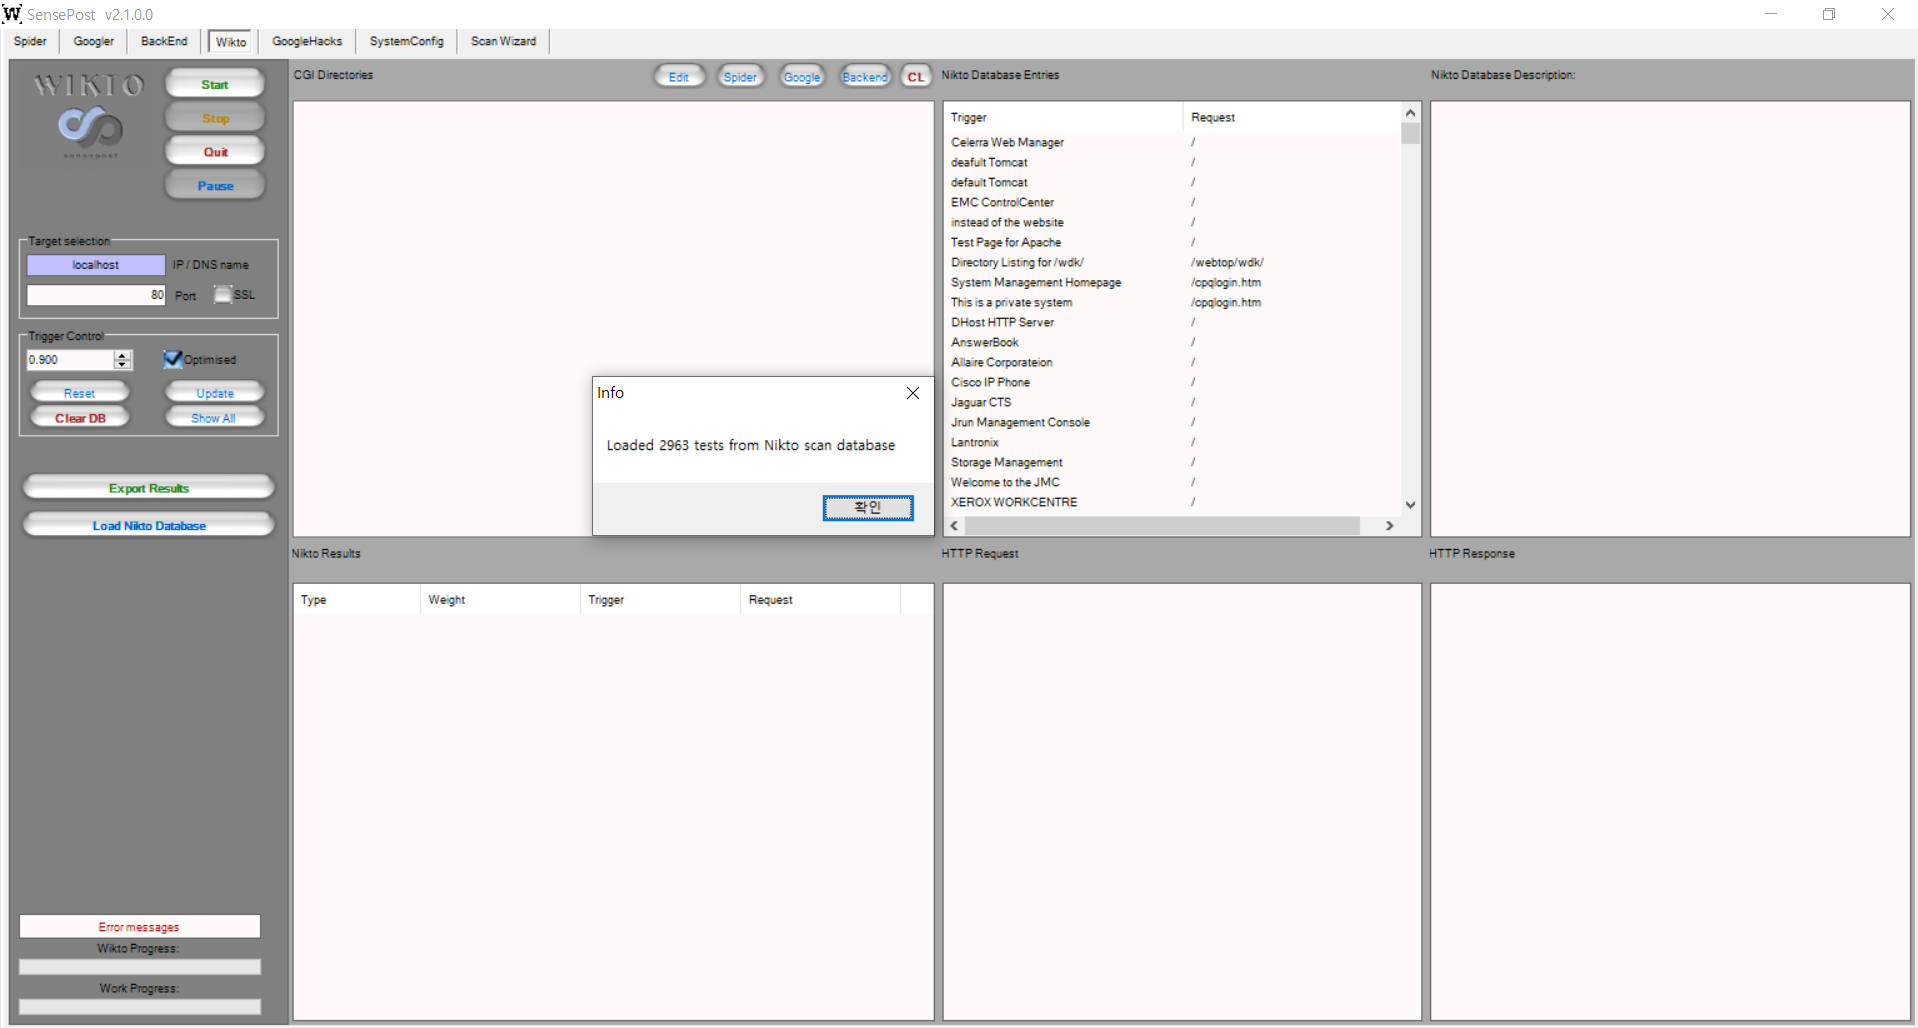 SensePost v2.1.0.0
Spider Googler BackEnd Wikto GoogleHacks SystemConfig Scan Wizard
WIKTO
sensepost
Start
Stop
Quit
Pause
Target selection
localhost IP / DNS name
80 Port SSL
Trigger Control
0.900 Optimised
Reset Update
Clear DB Show All
Export Results
Load Nikto Database
Error messages
Wikto Progress:
Work Progress:
CGI Directories Edit Spider Google Backend CL
Nikto Database Entries
Trigger Request
Celerra Web Manager /
deafult Tomcat /
default Tomcat /
EMC ControlCenter /
instead of the website /
Test Page for Apache /
Directory Listing for /wdk/ /webtop/wdk/
System Management Homepage /cpqlogin.htm
This is a private system /cpqlogin.htm
DHost HTTP Server /
AnswerBook /
Allaire Corporateion /
Cisco IP Phone /
Jaguar CTS /
Jrun Management Console /
Lantronix /
Storage Management /
Welcome to the JMC /
XEROX WORKCENTRE /
Nikto Database Description:
Info
Loaded 2963 tests from Nikto scan database
확인
Nikto Results
Type Weight Trigger Request
HTTP Request
HTTP Response